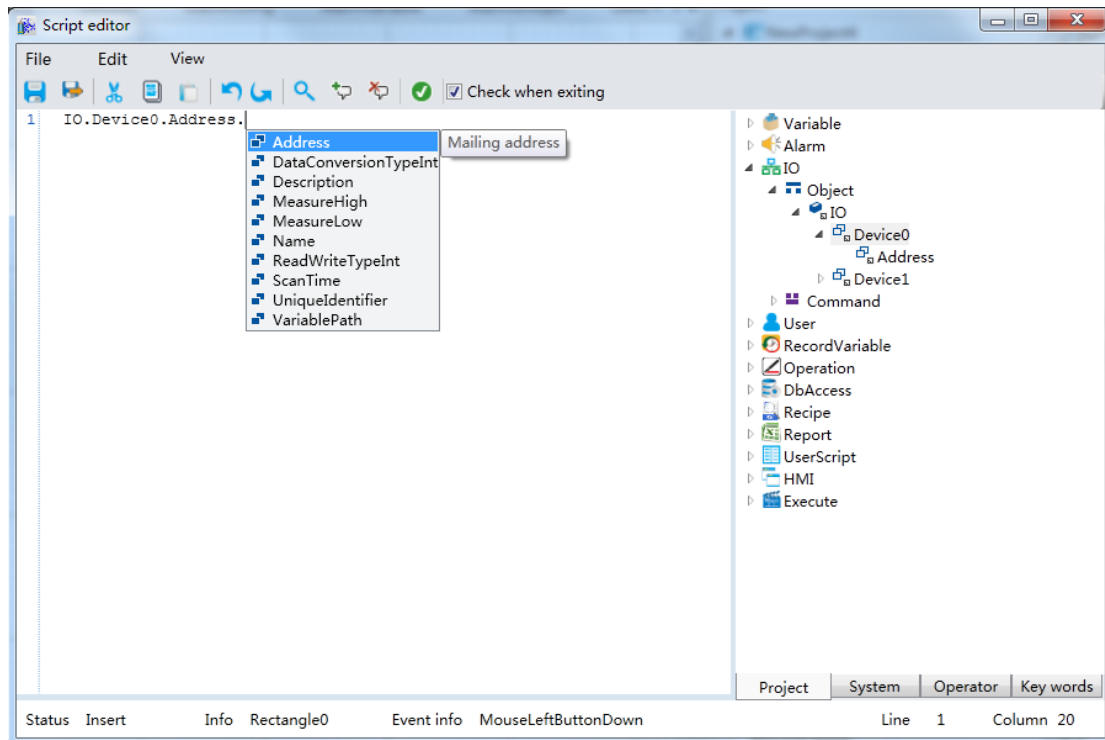 Script editor
File Edit View
Check when exiting
1 IO.Device0.Address.
Address
Mailing address
DataConversionTypeInt
Description
MeasureHigh
MeasureLow
Name
ReadWriteTypeInt
ScanTime
UniqueIdentifier
VariablePath
Variable
Alarm
IO
Object
IO
Device0
Address
Device1
Command
User
RecordVariable
Operation
DbAccess
Recipe
Report
UserScript
HMI
Execute
Project System Operator Key words
Status Insert Info Rectangle0 Event info MouseLeftButtonDown Line 1 Column 20